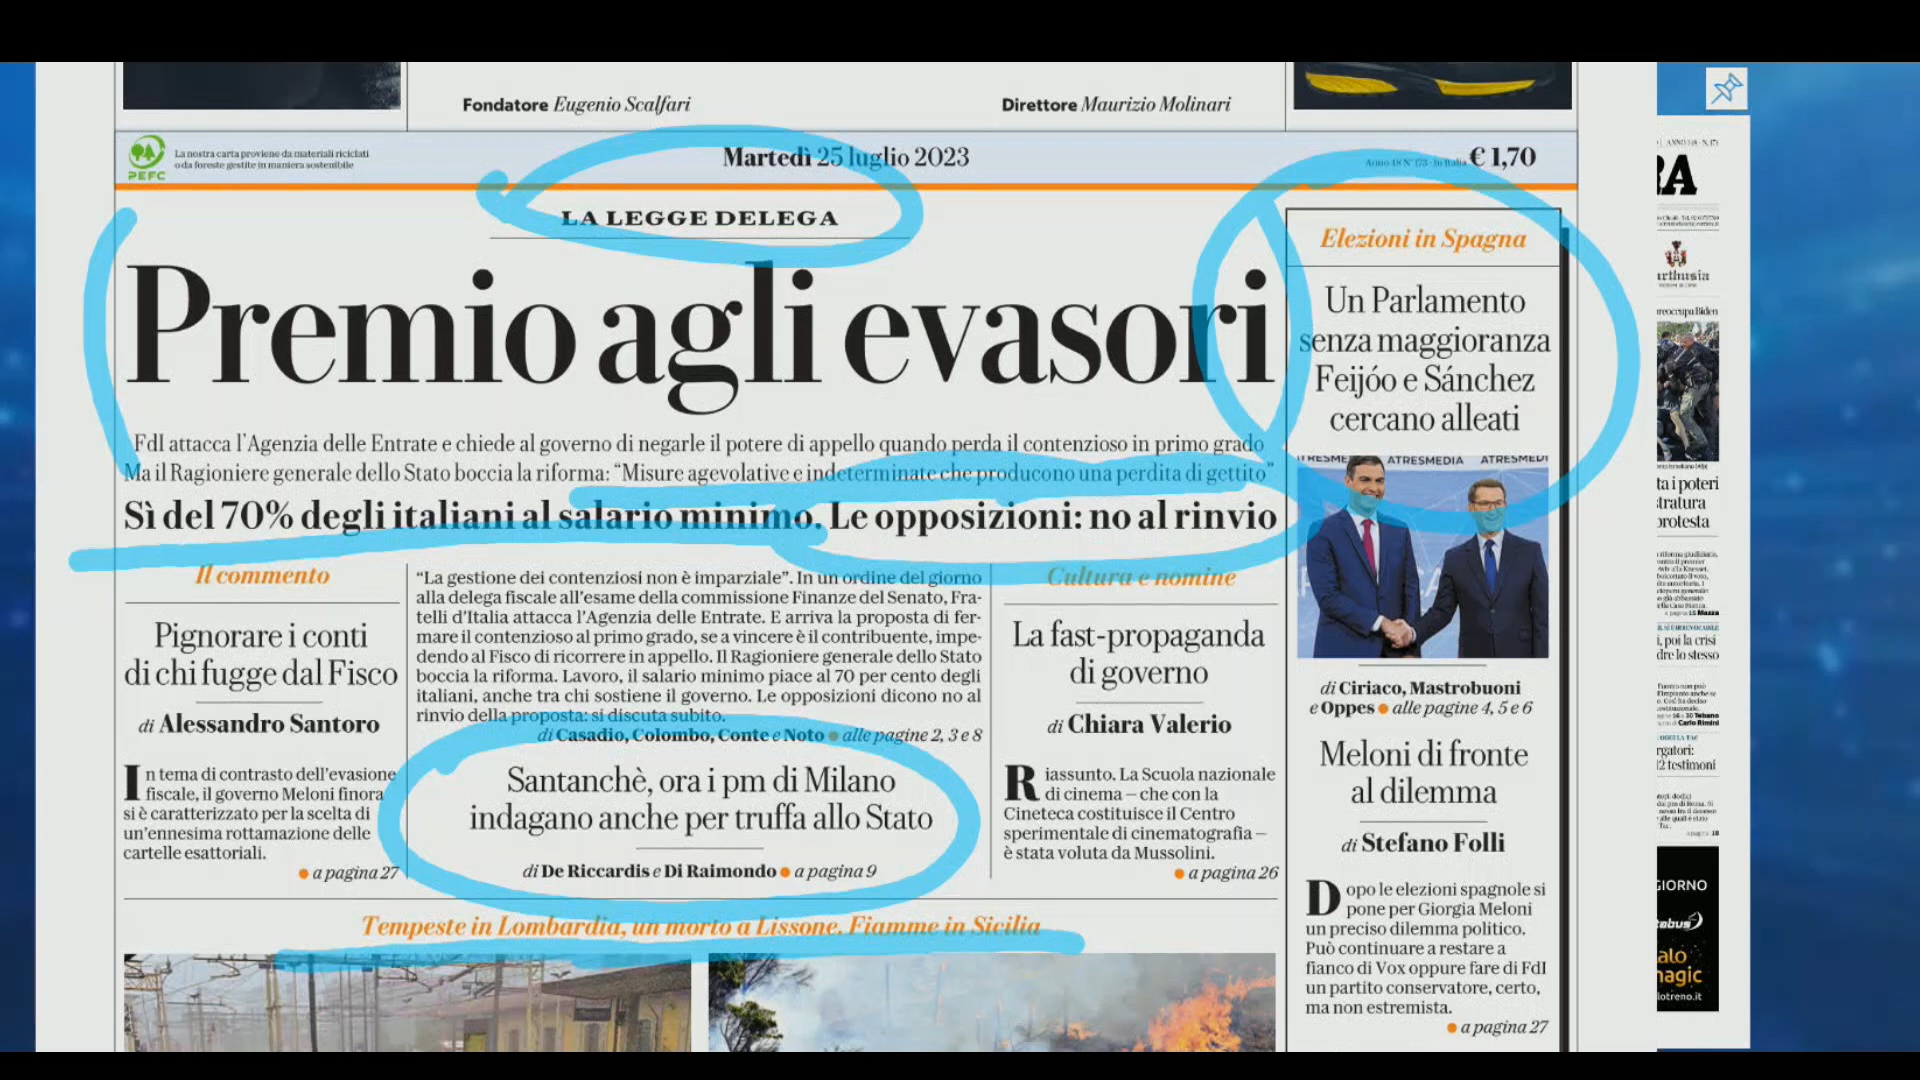 Fondatore Eugenio Scalfari
Direttore Maurizio Molinari
PEFC
La nostra carta proviene da materiali riciclati
o da foreste gestite in maniera sostenibile
Martedì 25 luglio 2023
Anno 48 N° 173 - In Italia € 1,70
LA LEGGE DELEGA
Premio agli evasori
FdI attacca l'Agenzia delle Entrate e chiede al governo di negarle il potere di appello quando perda il contenzioso in primo grado
Ma il Ragioniere generale dello Stato boccia la riforma: “Misure agevolative e indeterminate che producono una perdita di gettito”
Sì del 70% degli italiani al salario minimo. Le opposizioni: no al rinvio
Il commento
Pignorare i conti
di chi fugge dal Fisco
di Alessandro Santoro
In tema di contrasto dell'evasione
fiscale, il governo Meloni finora
si è caratterizzato per la scelta di
un'ennesima rottamazione delle
cartelle esattoriali.
a pagina 27
“La gestione dei contenziosi non è imparziale”. In un ordine del giorno
alla delega fiscale all'esame della commissione Finanze del Senato, Fra-
telli d'Italia attacca l'Agenzia delle Entrate. E arriva la proposta di fer-
mare il contenzioso al primo grado, se a vincere è il contribuente, impe-
dendo al Fisco di ricorrere in appello. Il Ragioniere generale dello Stato
boccia la riforma. Lavoro, il salario minimo piace al 70 per cento degli
italiani, anche tra chi sostiene il governo. Le opposizioni dicono no al
rinvio della proposta: si discuta subito.
di Casadio, Colombo, Conte e Noto alle pagine 2, 3 e 8
Santanchè, ora i pm di Milano
indagano anche per truffa allo Stato
di De Riccardis e Di Raimondo a pagina 9
Cultura e nomine
La fast-propaganda
di governo
di Chiara Valerio
Riassunto. La Scuola nazionale
di cinema – che con la
Cineteca costituisce il Centro
sperimentale di cinematografia –
è stata voluta da Mussolini.
a pagina 26
Tempeste in Lombardia, un morto a Lissone. Fiamme in Sicilia
Elezioni in Spagna
Un Parlamento
senza maggioranza
Feijóo e Sánchez
cercano alleati
ATRESMEDIA
di Ciriaco, Mastrobuoni
e Oppes alle pagine 4, 5 e 6
Meloni di fronte
al dilemma
di Stefano Folli
Dopo le elezioni spagnole si
pone per Giorgia Meloni
un preciso dilemma politico.
Può continuare a restare a
fianco di Vox oppure fare di FdI
un partito conservatore, certo,
ma non estremista.
a pagina 27